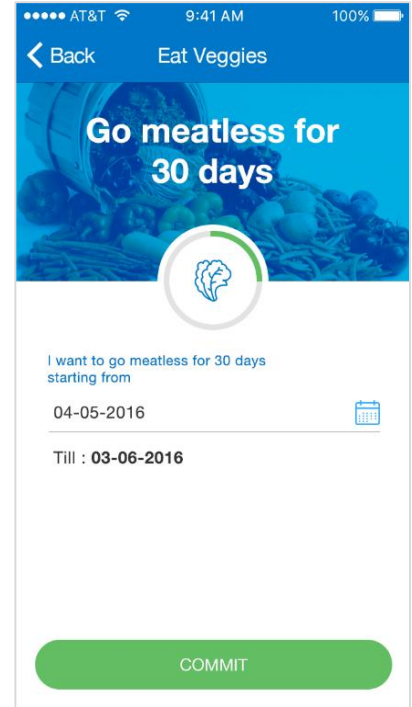 AT&T 9:41 AM 100%
Back Eat Veggies
Go meatless for
30 days
I want to go meatless for 30 days
starting from
04-05-2016
Till : 03-06-2016
COMMIT